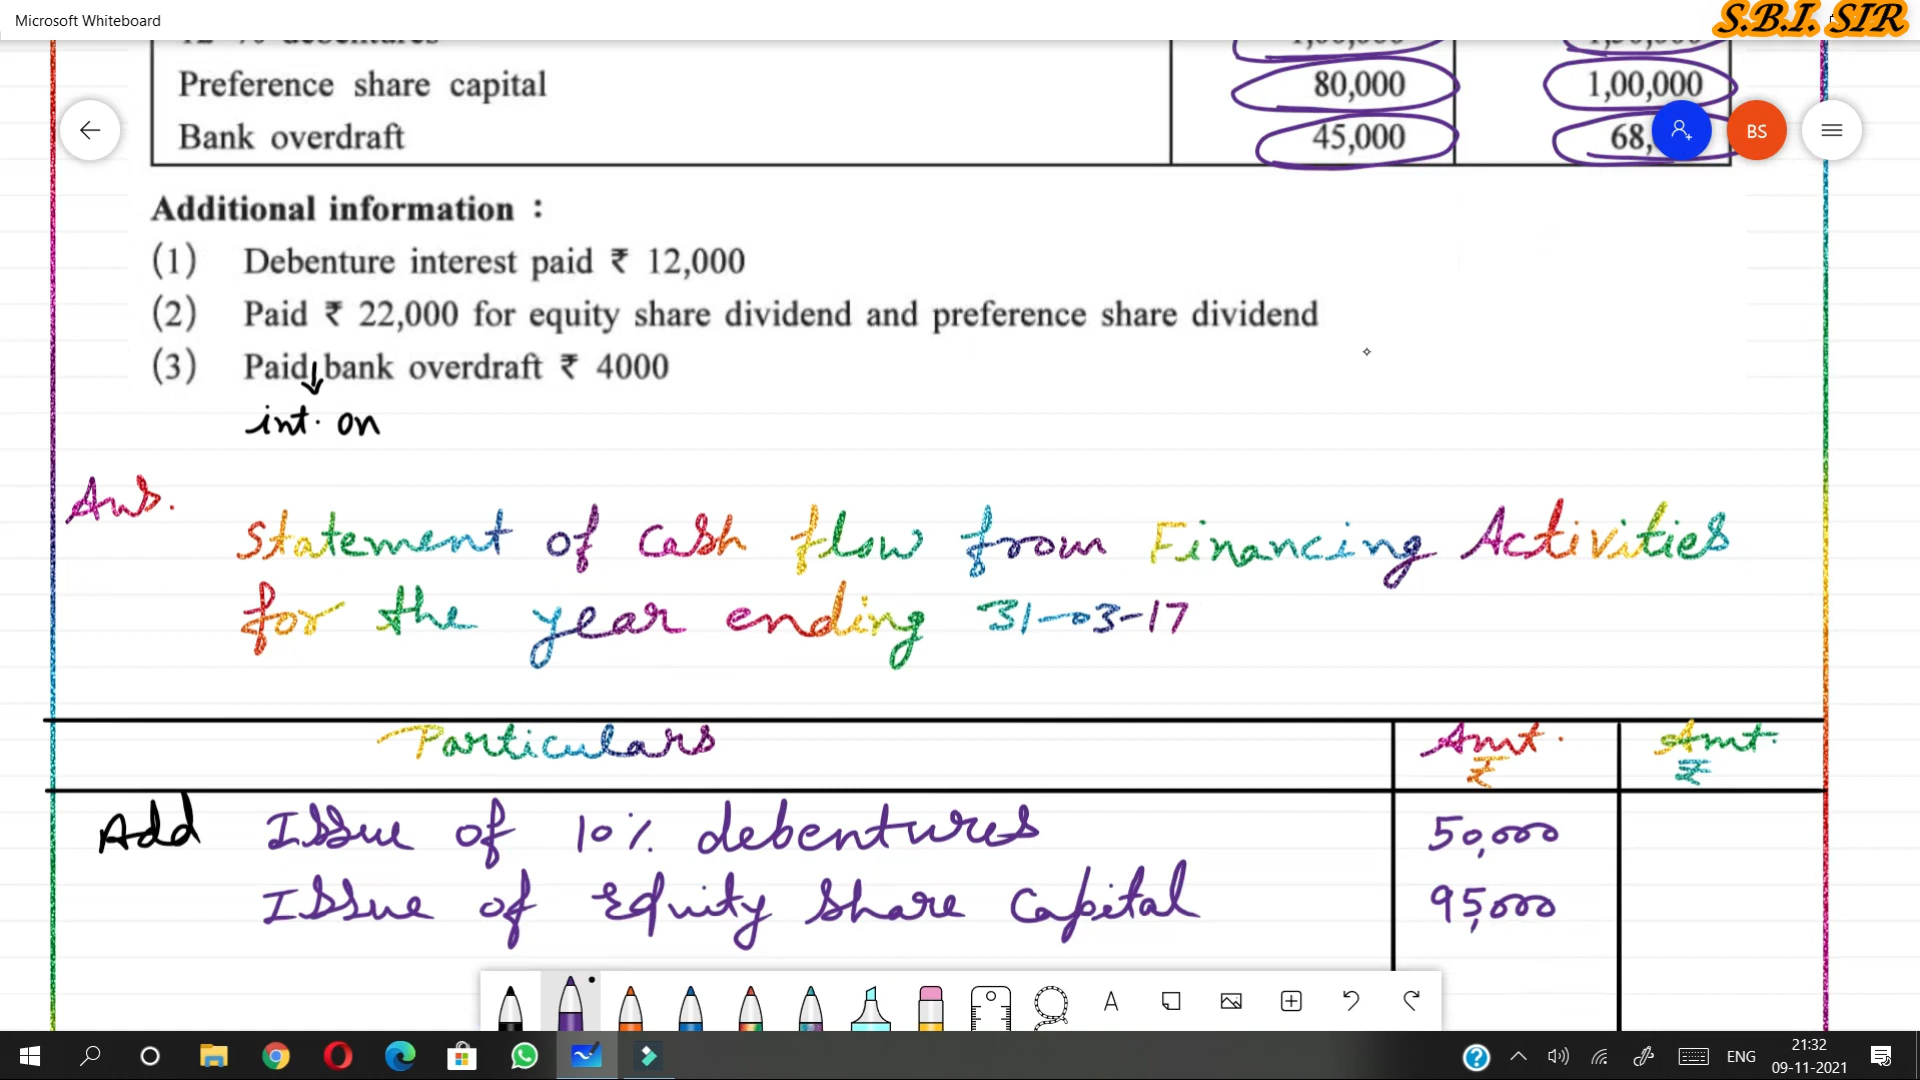 Microsoft Whiteboard
S.B.I. SIR
12 % debentures
Preference share capital 80,000 1,00,000
Bank overdraft 45,000 68,
BS
Additional information :
(1) Debenture interest paid ₹ 12,000
(2) Paid ₹ 22,000 for equity share dividend and preference share dividend
(3) Paid bank overdraft ₹ 4000
int. on
Ans.
Statement of Cash flow from Financing Activities
for the year ending 31-03-17
Particulars Amt. ₹ Amt. ₹
Add Issue of 10% debentures 50,000
Issue of Equity Share Capital 95,000
A
ENG
21:32
09-11-2021